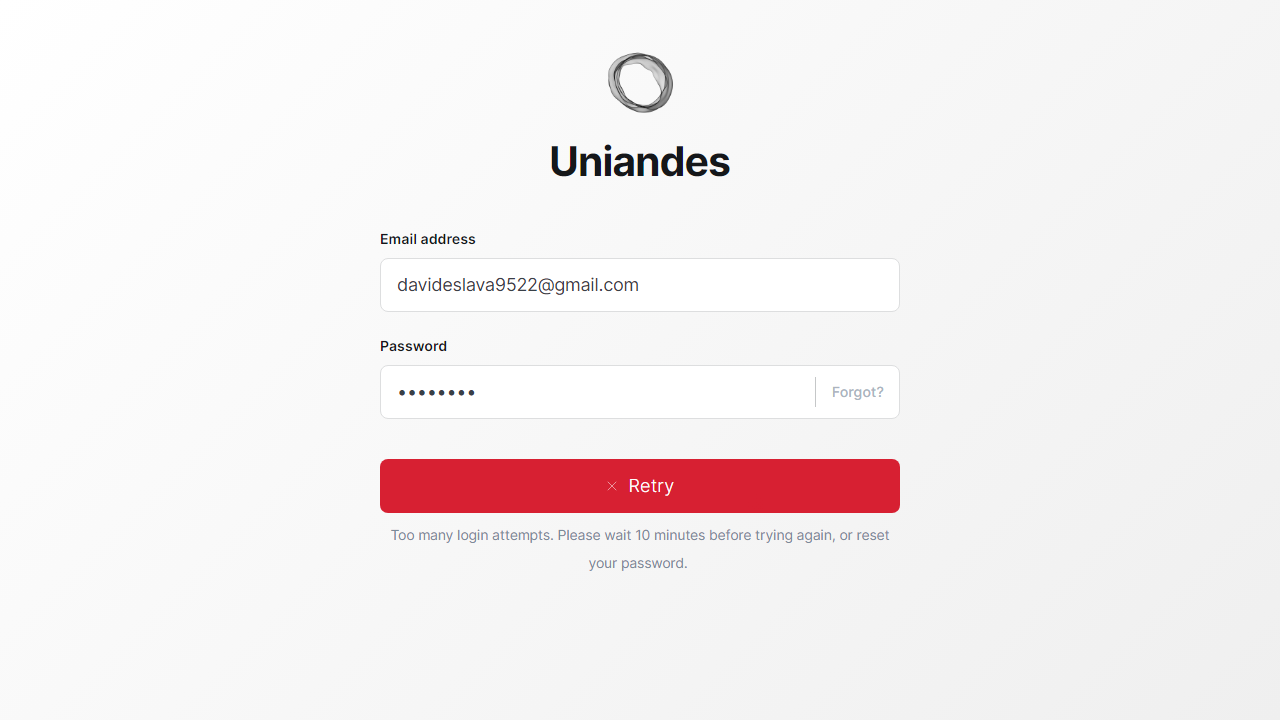 Uniandes
Email address
davideslava9522@gmail.com
Password
••••••••
Forgot?
Retry
Too many login attempts. Please wait 10 minutes before trying again, or reset
your password.